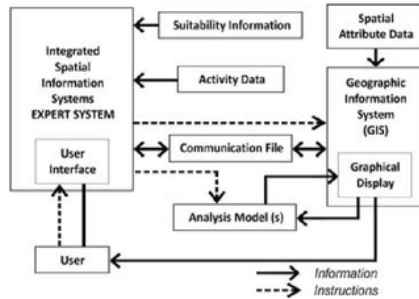 Integrated
Spatial
Information
Systems
EXPERT SYSTEM
User
Interface
User
Suitability Information
Activity Data
Communication File
Analysis Model (s)
Spatial
Attribute Data
Geographic
Information
System
(GIS)
Graphical
Display
Information
Instructions